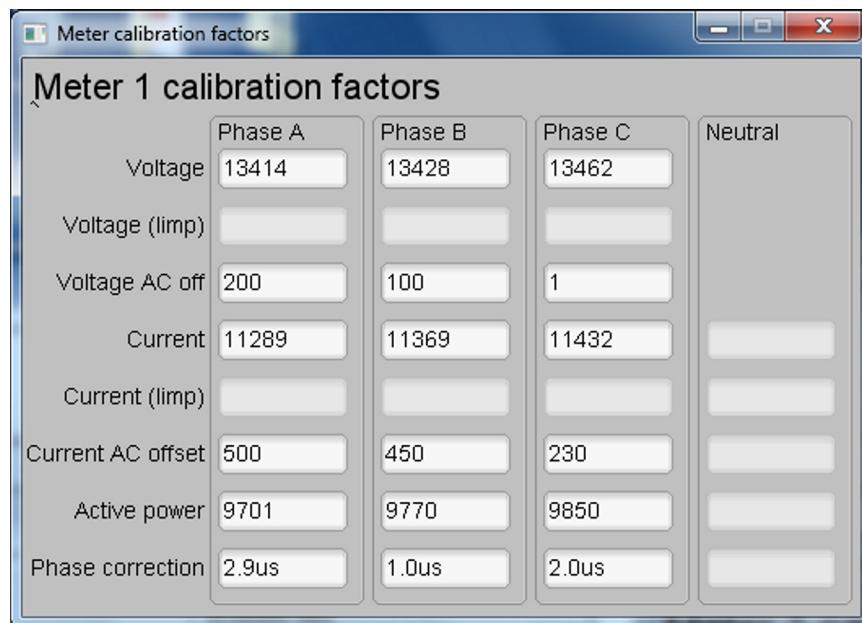 Meter calibration factors
Meter 1 calibration factors
Phase A Phase B Phase C Neutral
Voltage 13414 13428 13462
Voltage (limp)
Voltage AC off 200 100 1
Current 11289 11369 11432
Current (limp)
Current AC offset 500 450 230
Active power 9701 9770 9850
Phase correction 2.9us 1.0us 2.0us